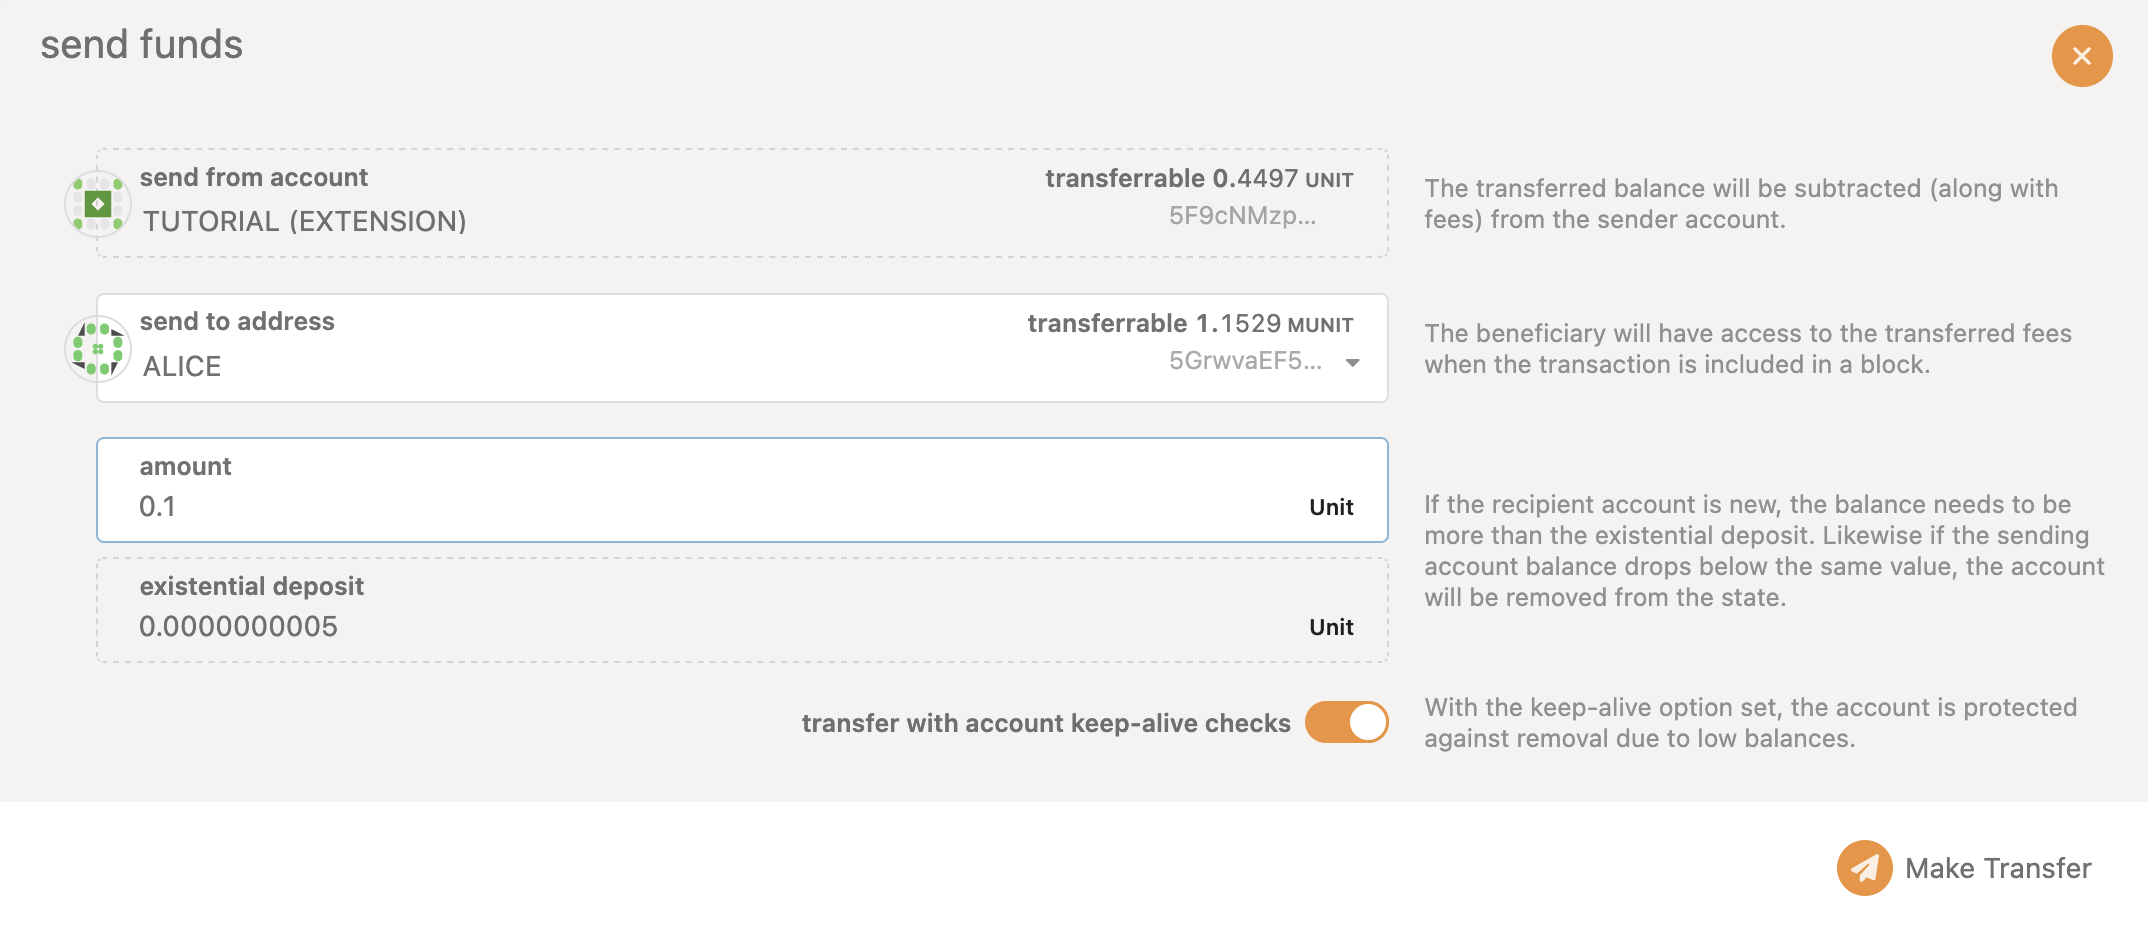 send funds
send from account
transferrable 0.4497 UNIT
TUTORIAL (EXTENSION)
5F9cNMzp...
The transferred balance will be subtracted (along with
fees) from the sender account.
send to address
transferrable 1.1529 MUNIT
ALICE
5GrwvaEF5...
The beneficiary will have access to the transferred fees
when the transaction is included in a block.
amount
0.1
Unit
existential deposit
0.0000000005
Unit
If the recipient account is new, the balance needs to be
more than the existential deposit. Likewise if the sending
account balance drops below the same value, the account
will be removed from the state.
transfer with account keep-alive checks
With the keep-alive option set, the account is protected
against removal due to low balances.
Make Transfer